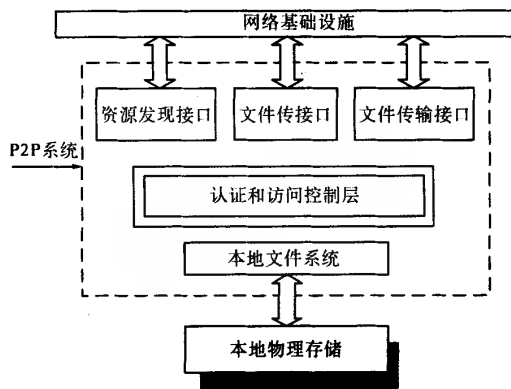 网络基础设施
资源发现接口
文件传接口
文件传输接口
P2P系统
认证和访问控制层
本地文件系统
本地物理存储